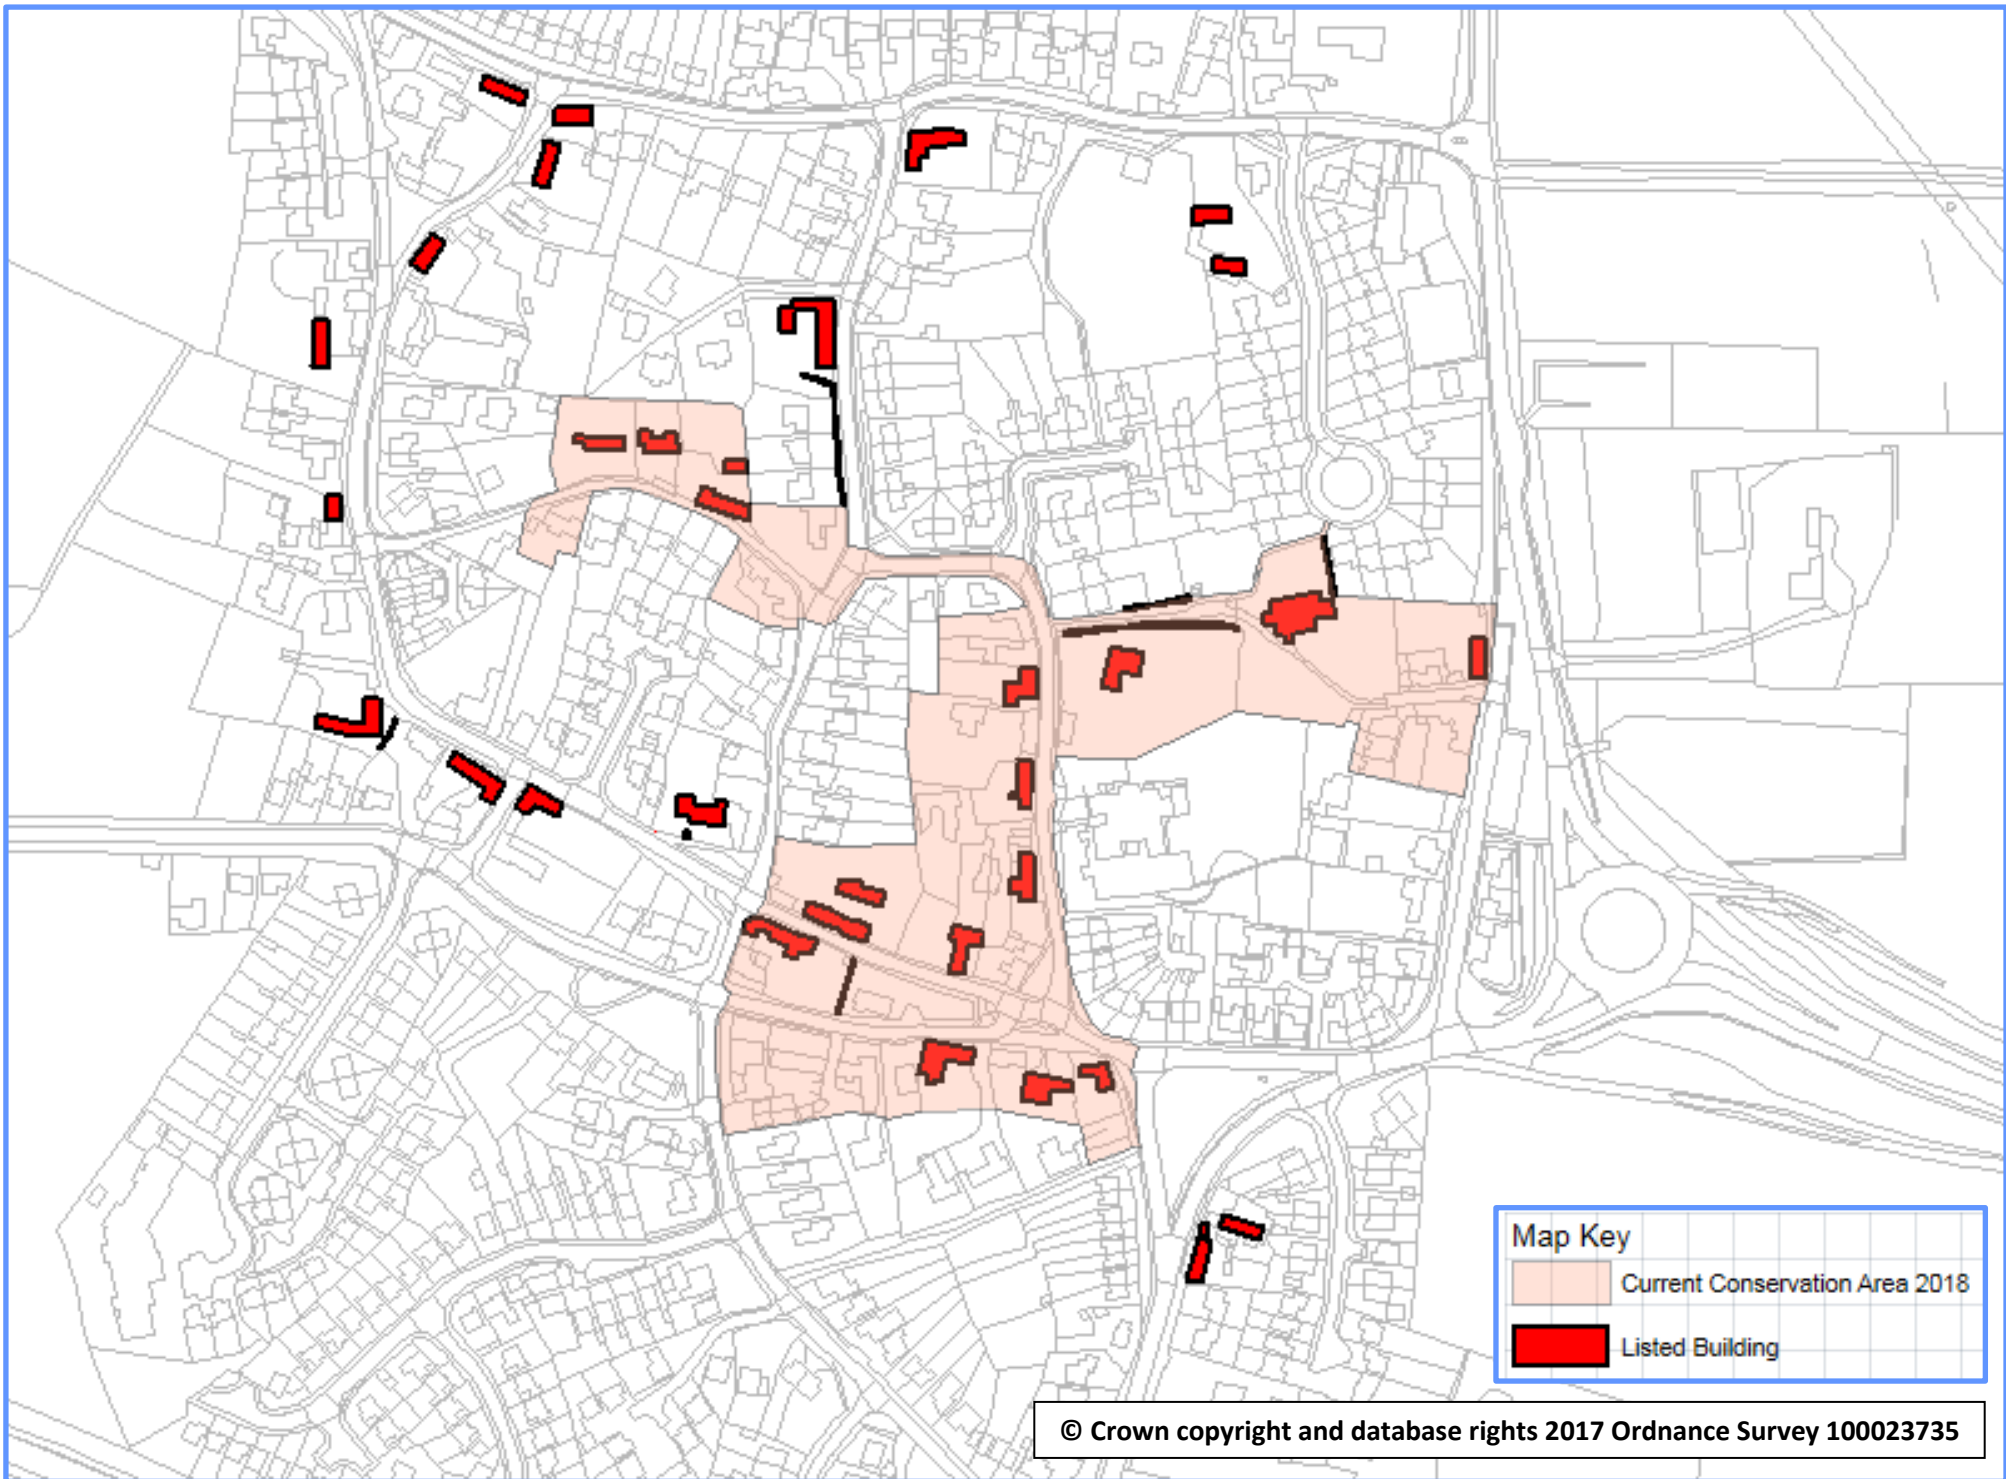 Map Key
Current Conservation Area 2018
Listed Building
© Crown copyright and database rights 2017 Ordnance Survey 100023735